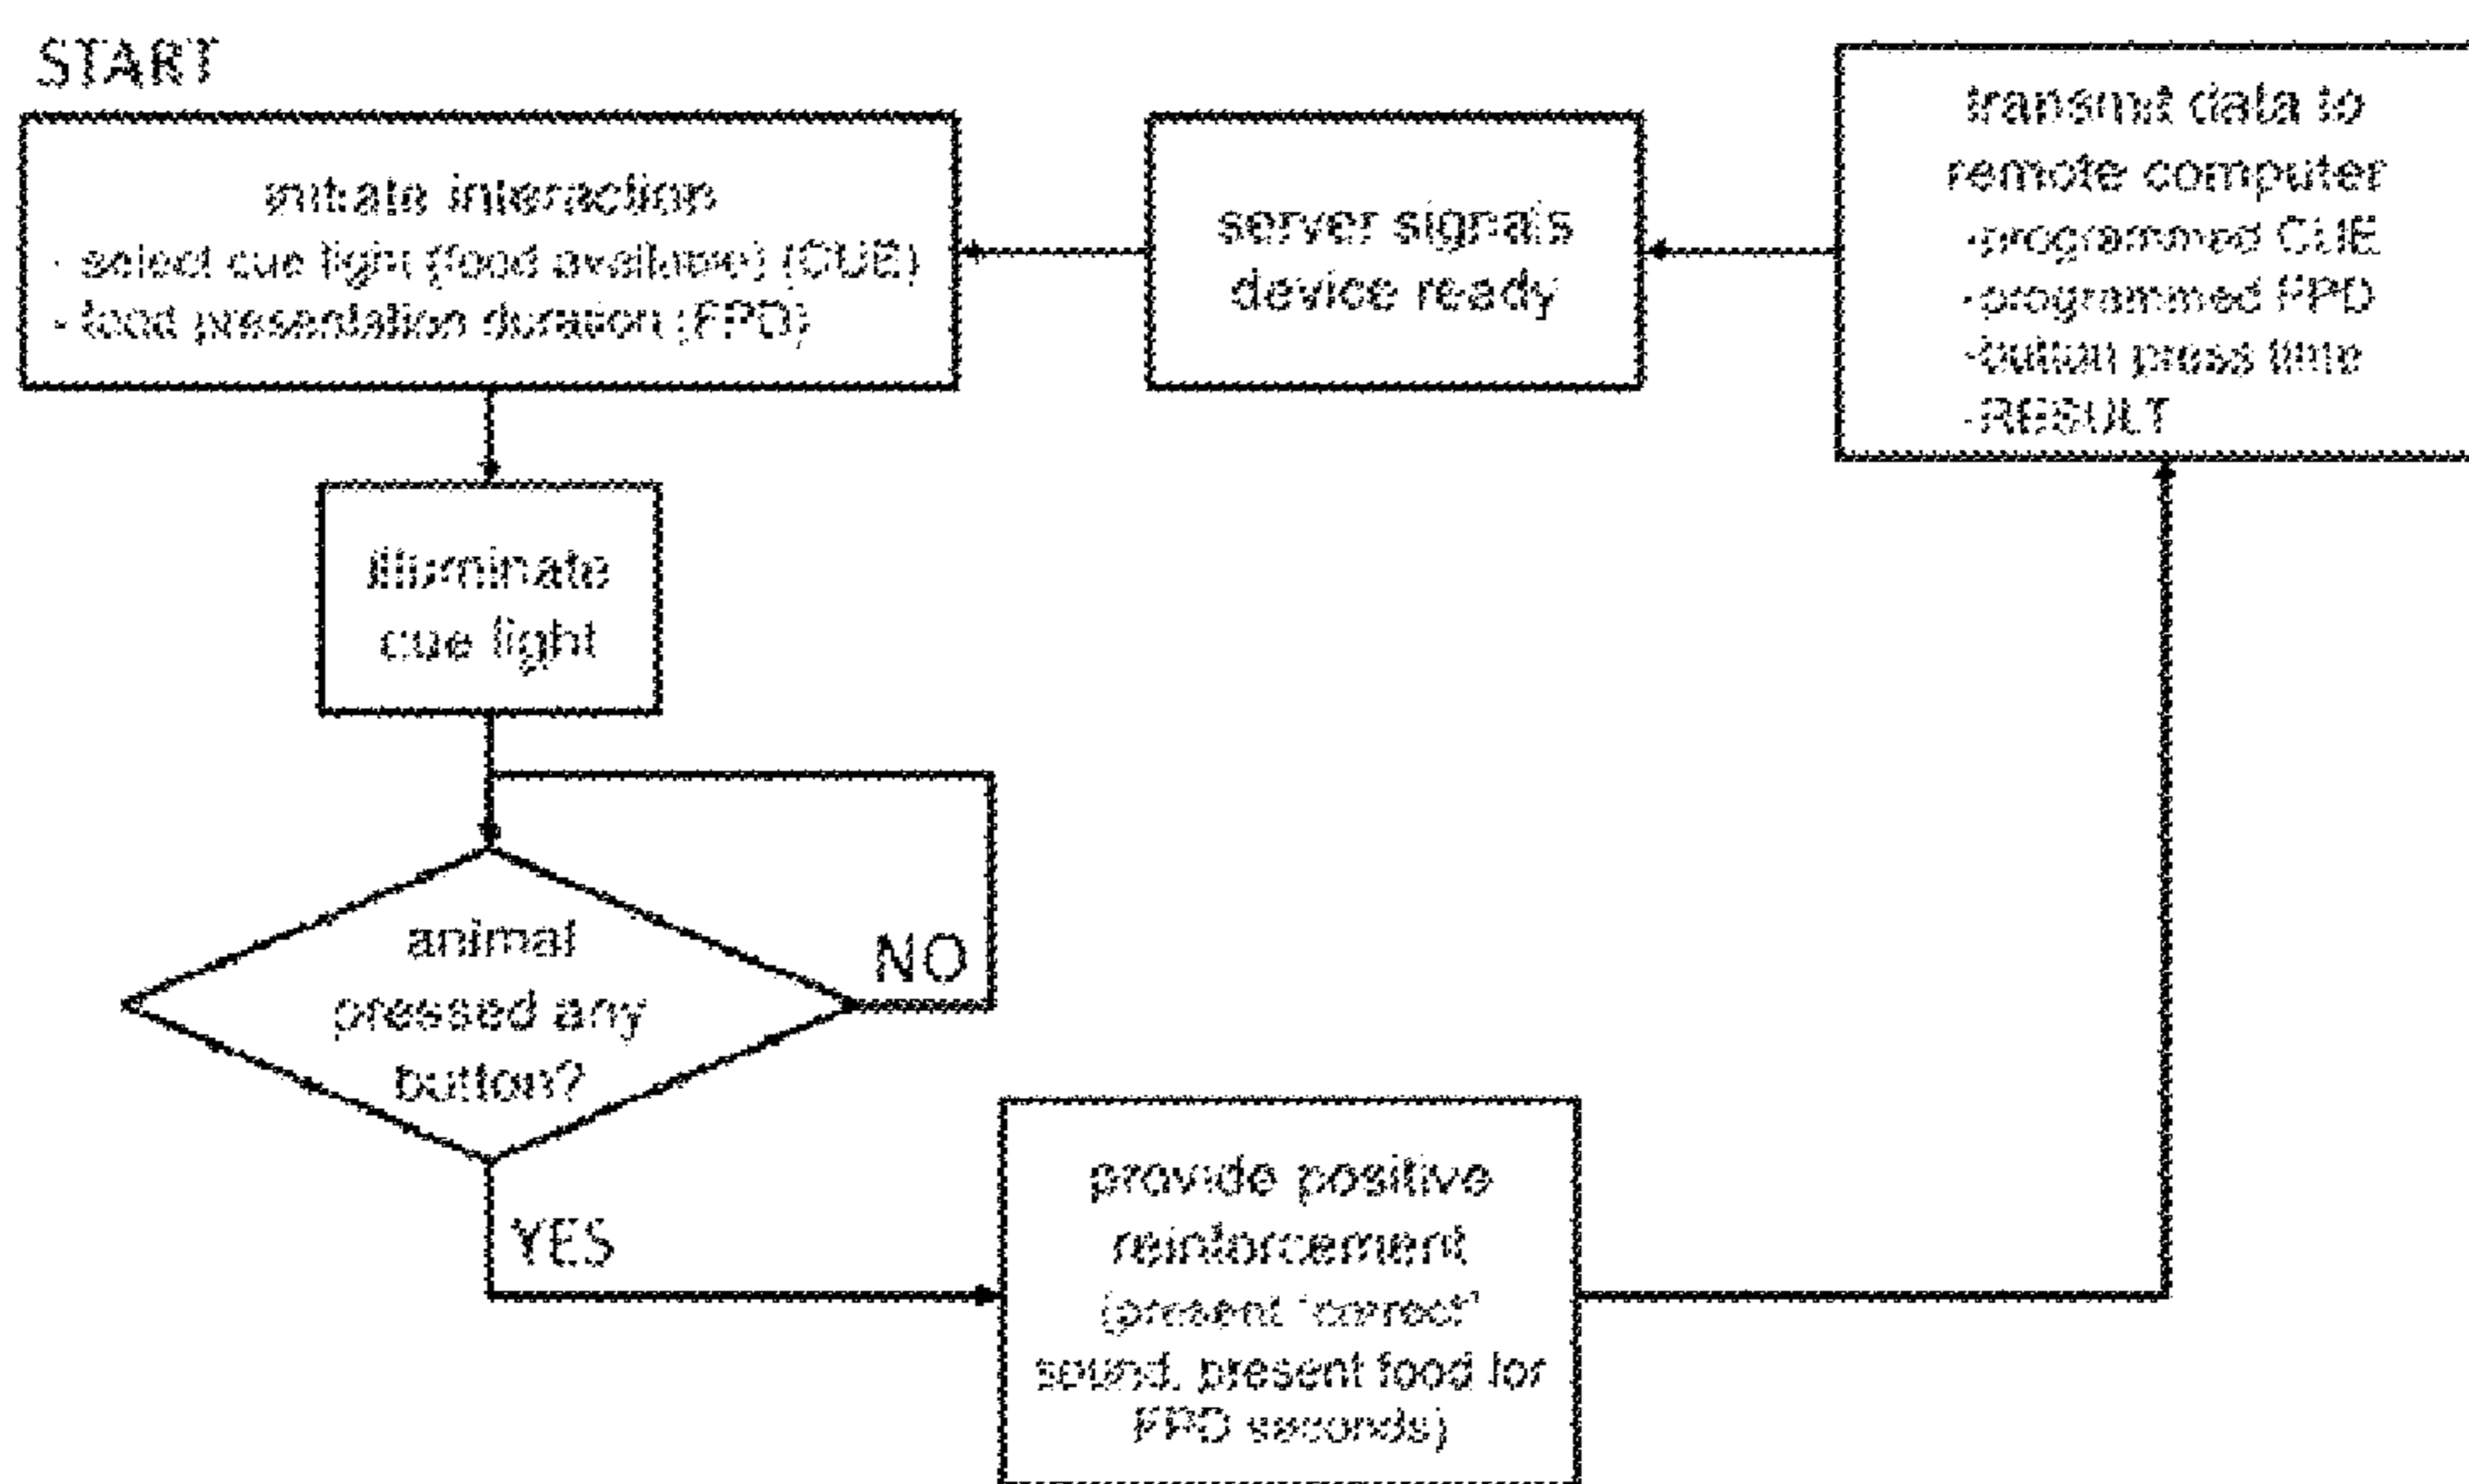 START
initiate interaction
- select cue light (food available) (CUE)
- food presentation duration (FPD)
server signals
device ready
transmit data to
remote computer
-programmed CUE
-programmed FPD
-button press time
-RESULT
illuminate
cue light
animal
pressed any
button?
NO
YES
provide positive
reinforcement
(present 'correct'
sound, present food for
FPD seconds)